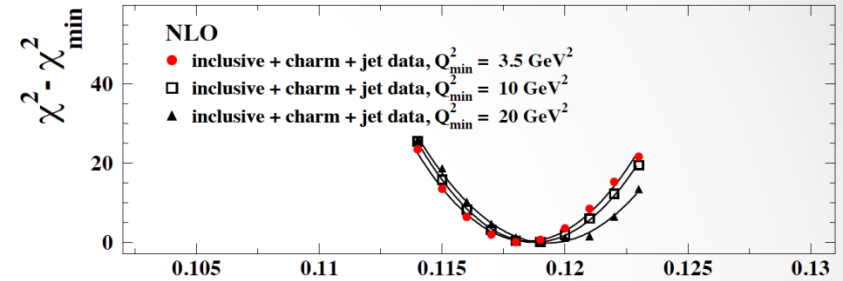 χ² - χ²min
NLO
inclusive + charm + jet data, Q²min = 3.5 GeV²
inclusive + charm + jet data, Q²min = 10 GeV²
inclusive + charm + jet data, Q²min = 20 GeV²
40
20
0
0.105 0.11 0.115 0.12 0.125 0.13